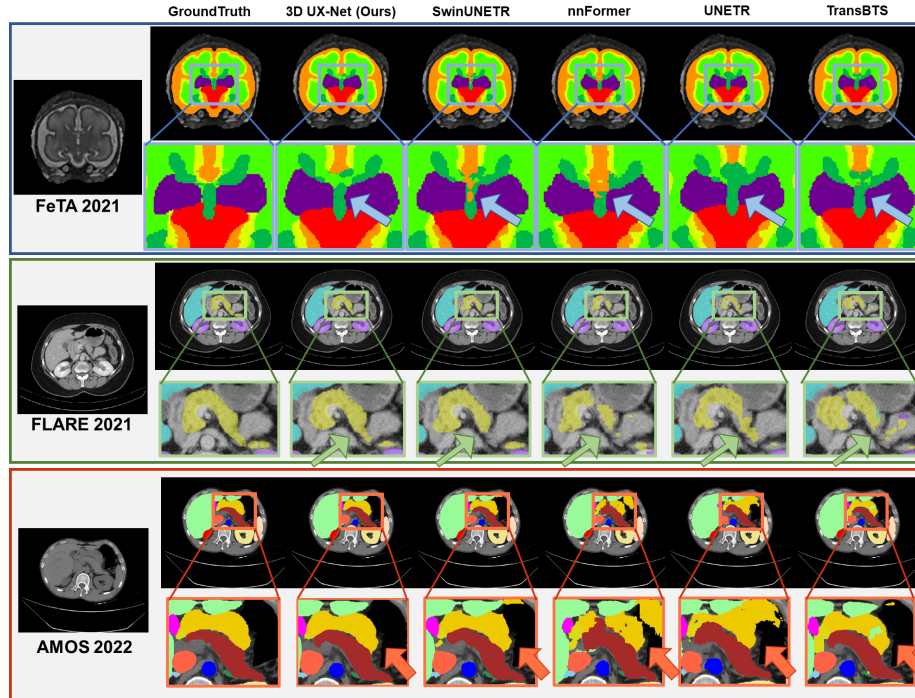 GroundTruth 3D UX-Net (Ours) SwinUNETR nnFormer UNETR TransBTS
FeTA 2021
FLARE 2021
AMOS 2022